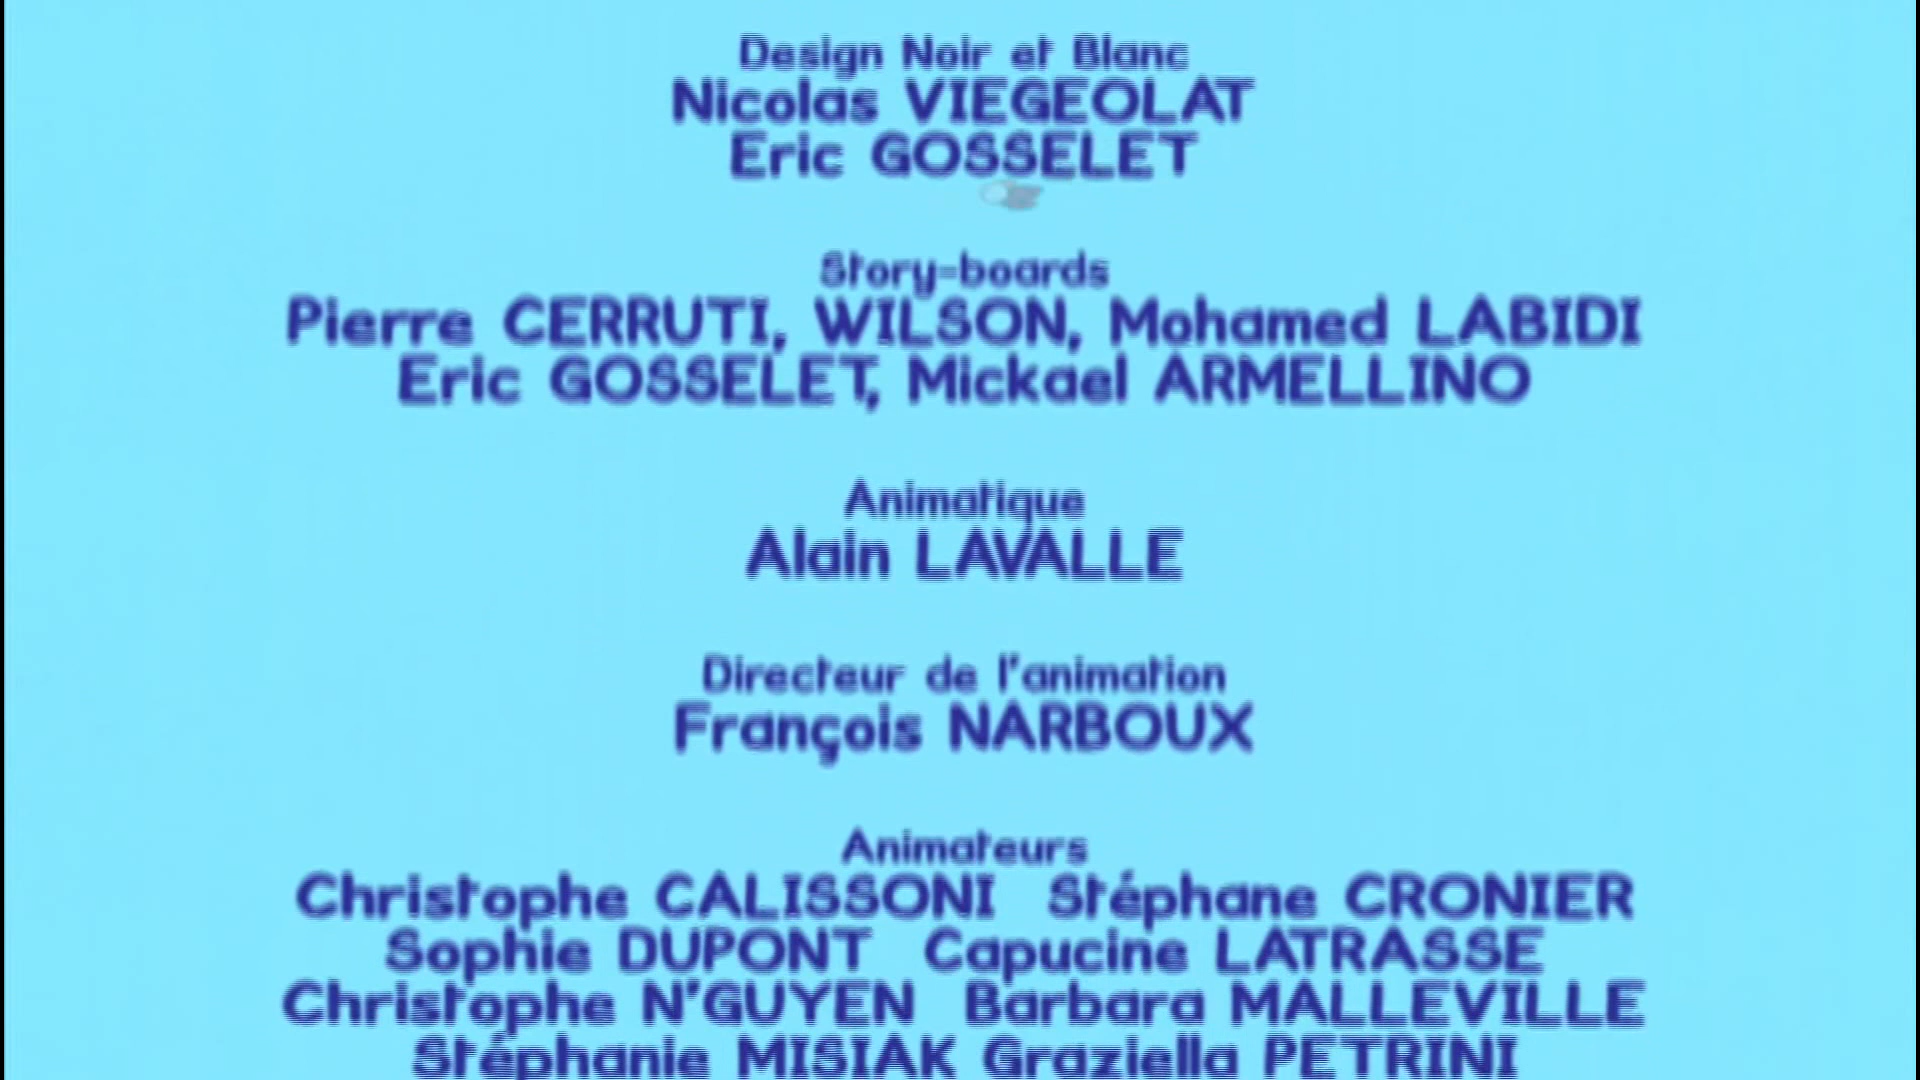 Design Noir et Blanc
Nicolas VIEGEOLAT
Eric GOSSELET
Story-boards
Pierre CERRUTI, WILSON, Mohamed LABIDI
Eric GOSSELET, Mickael ARMELLINO
Animatique
Alain LAVALLE
Directeur de l'animation
François NARBOUX
Animateurs
Christophe CALISSONI Stéphane CRONIER
Sophie DUPONT Capucine LATRASSE
Christophe N'GUYEN Barbara MALLEVILLE
Stéphanie MISIAK Graziella PETRINI